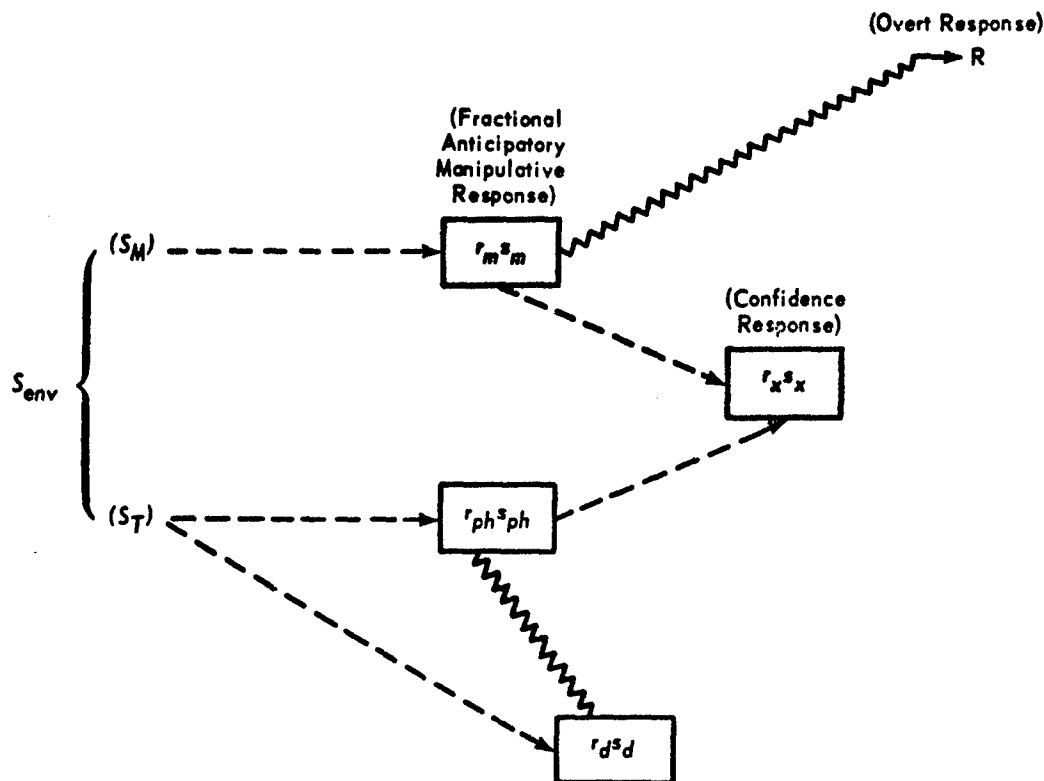 (Overt Response)
R
(Fractional
Anticipatory
Manipulative
Response)
(S_M)
r_m s_m
(Confidence
Response)
r_x s_x
S_env
(S_T)
r_ph s_ph
r_d s_d